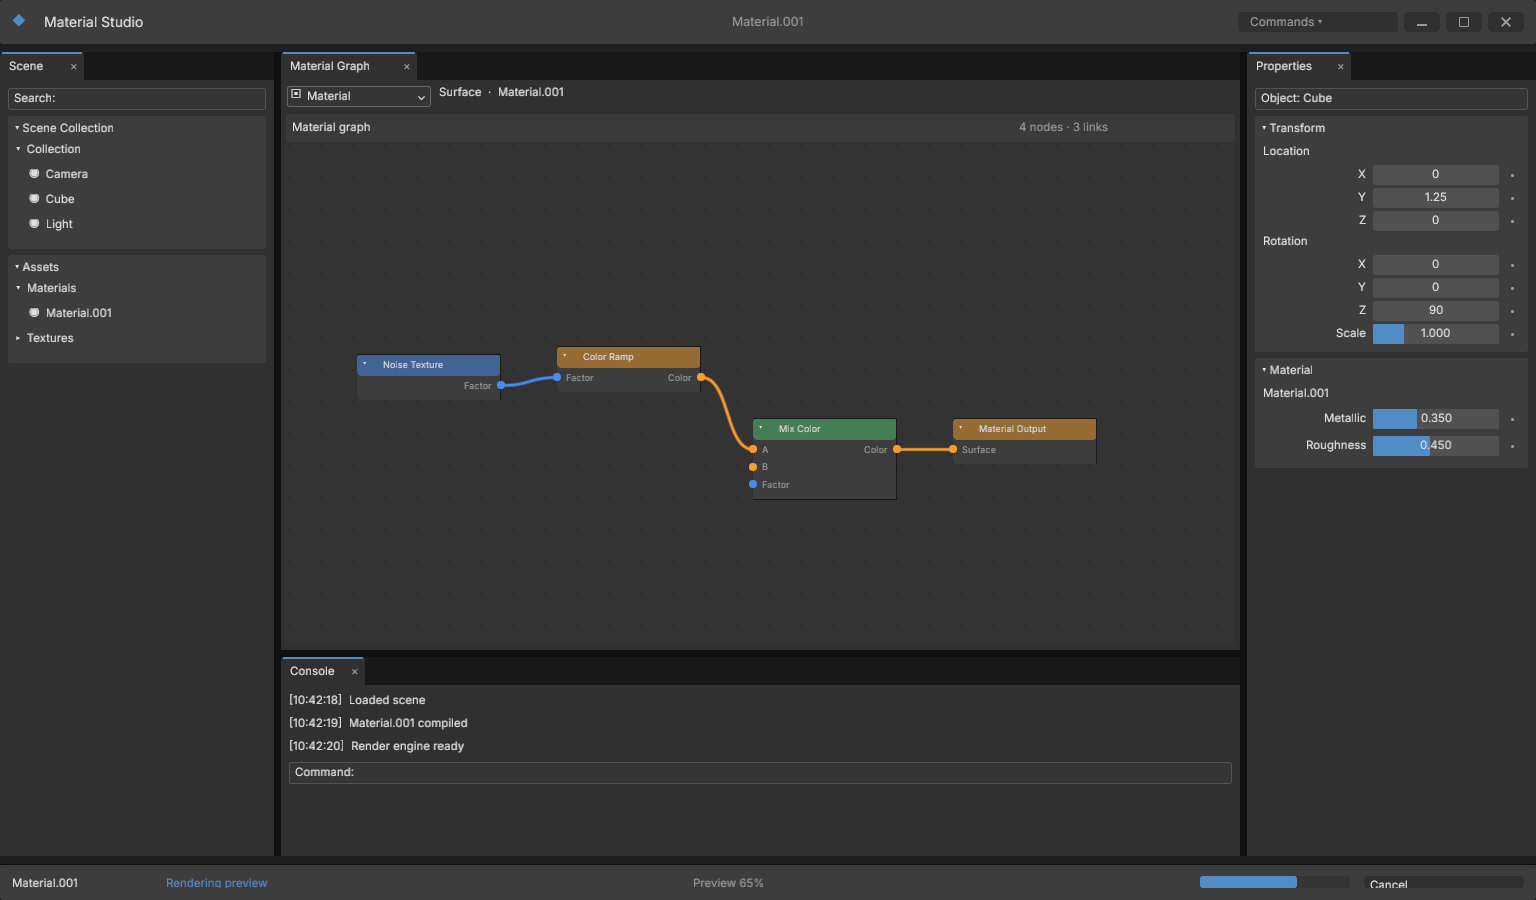 Material Studio
Material.001
Commands
Scene
Search:
Scene Collection
Collection
Camera
Cube
Light
Assets
Materials
Material.001
Textures
Material Graph
Material
Surface · Material.001
Material graph
4 nodes · 3 links
Noise Texture
Factor
Color Ramp
Factor
Color
Mix Color
A
Color
B
Factor
Material Output
Surface
Console
[10:42:18] Loaded scene
[10:42:19] Material.001 compiled
[10:42:20] Render engine ready
Command:
Properties
Object: Cube
Transform
Location
X 0
Y 1.25
Z 0
Rotation
X 0
Y 0
Z 90
Scale 1.000
Material
Material.001
Metallic 0.350
Roughness 0.450
Material.001
Rendering preview
Preview 65%
Cancel